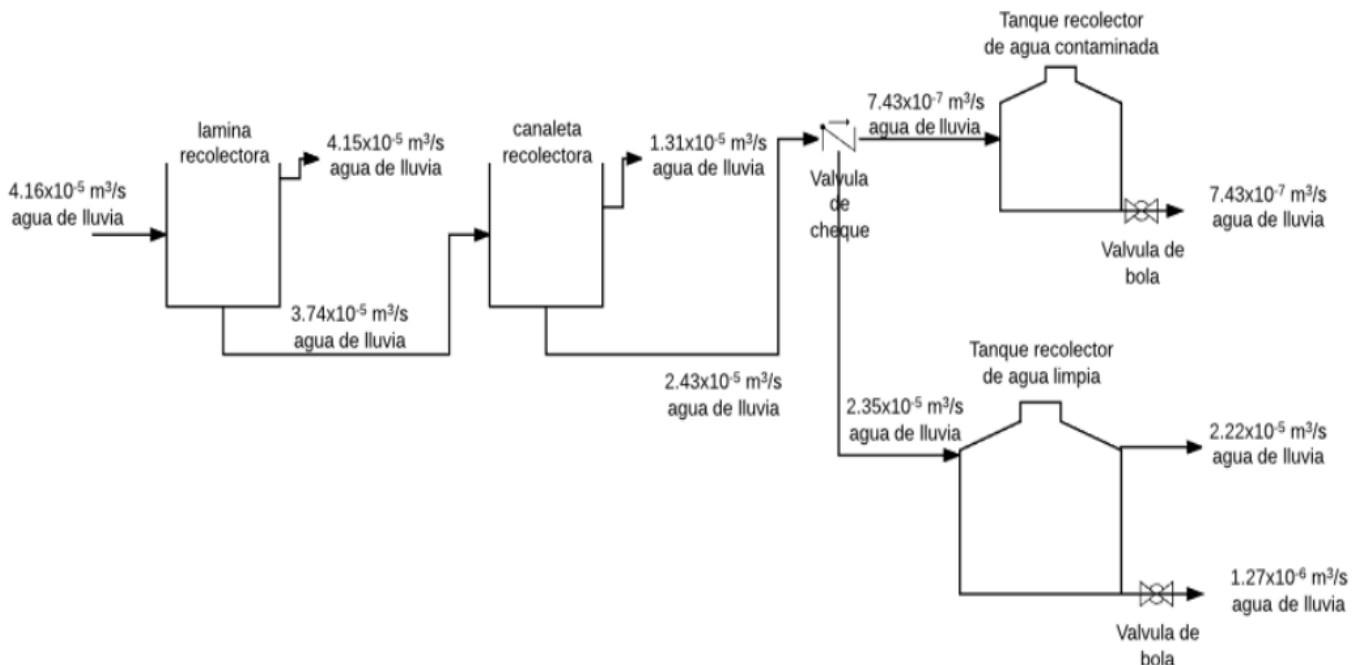 Tanque recolector
de agua contaminada
lamina
recolectora
4.15x10-5 m³/s
agua de lluvia
canaleta
recolectora
1.31x10-5 m³/s
agua de lluvia
7.43x10-7 m³/s
agua de lluvia
4.16x10-5 m³/s
agua de lluvia
Valvula
de
cheque
7.43x10-7 m³/s
agua de lluvia
Valvula de
bola
3.74x10-5 m³/s
agua de lluvia
2.43x10-5 m³/s
agua de lluvia
Tanque recolector
de agua limpia
2.35x10-5 m³/s
agua de lluvia
2.22x10-5 m³/s
agua de lluvia
1.27x10-6 m³/s
agua de lluvia
Valvula de
bola